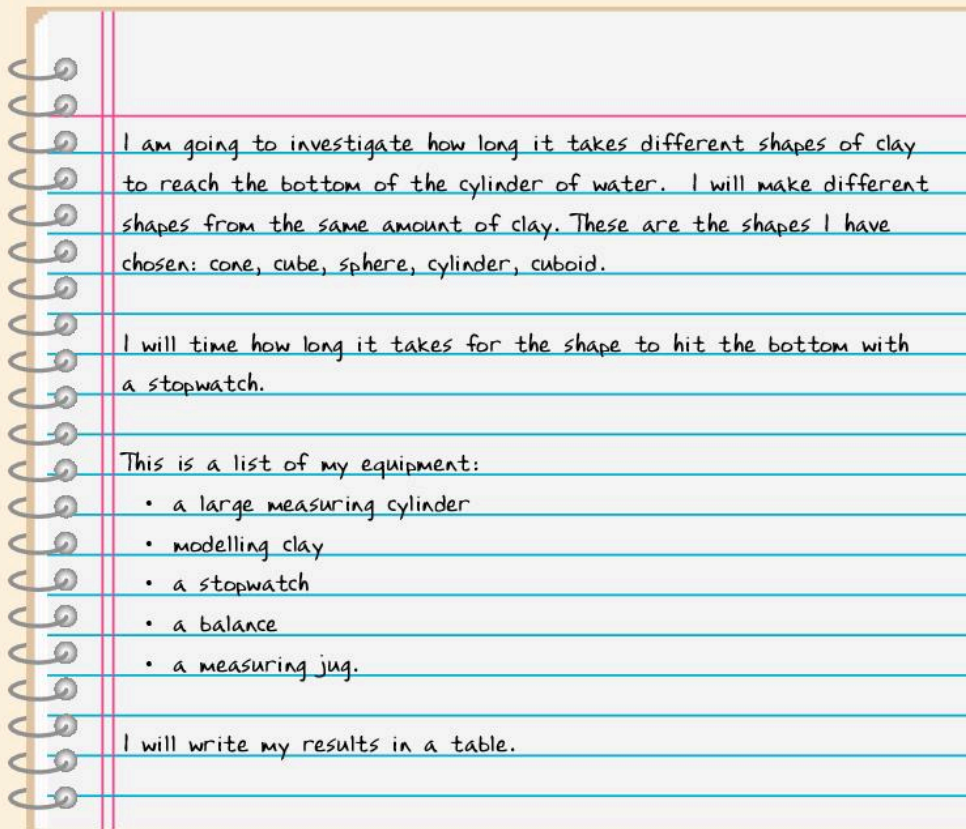 I am going to investigate how long it takes different shapes of clay
to reach the bottom of the cylinder of water. I will make different
shapes from the same amount of clay. These are the shapes I have
chosen: cone, cube, sphere, cylinder, cuboid.
I will time how long it takes for the shape to hit the bottom with
a stopwatch.
This is a list of my equipment:
• a large measuring cylinder
• modelling clay
• a stopwatch
• a balance
• a measuring jug.
I will write my results in a table.